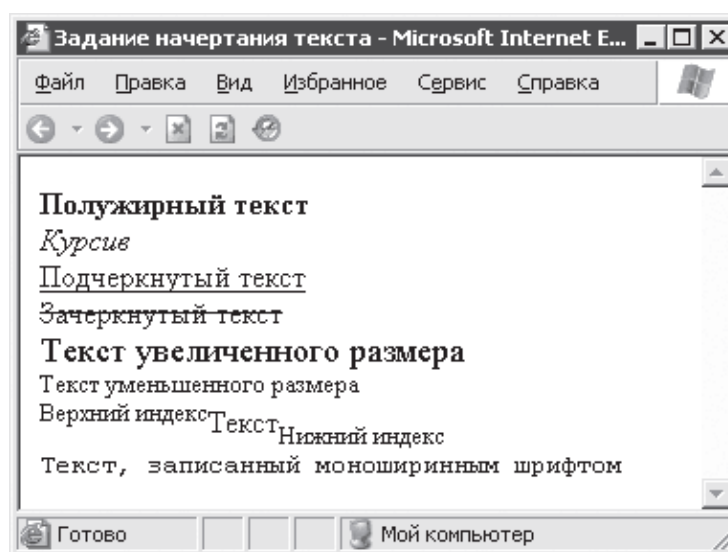 Задание начертания текста - Microsoft Internet E...
Файл Правка Вид Избранное Сервис Справка
Полужирный текст
Курсив
Подчеркнутый текст
Зачеркнутый текст
Текст увеличенного размера
Текст уменьшенного размера
Верхний индексТекстНижний индекс
Текст, записанный моноширинным шрифтом
Готово Мой компьютер